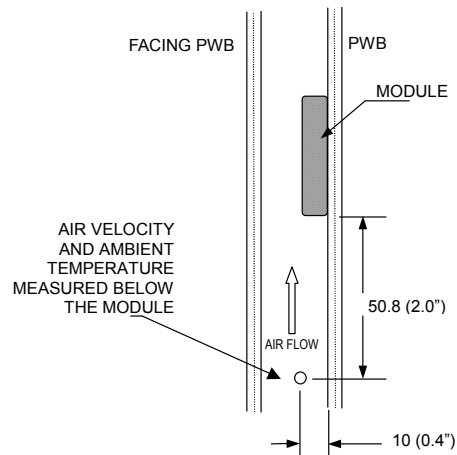 FACING PWB
PWB
MODULE
AIR VELOCITY
AND AMBIENT
TEMPERATURE
MEASURED BELOW
THE MODULE
50.8 (2.0”)
AIR FLOW
10 (0.4”)